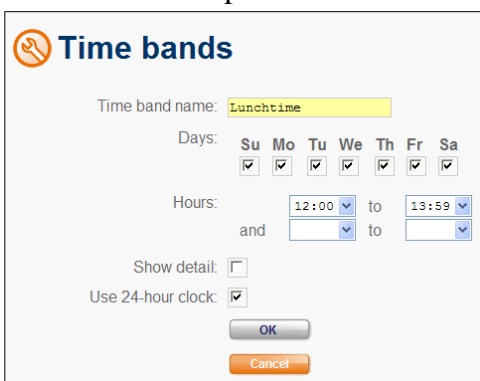 Time bands
Time band name: Lunchtime
Days: Su Mo Tu We Th Fr Sa
Hours: 12:00 to 13:59
and to
Show detail:
Use 24-hour clock:
OK
Cancel